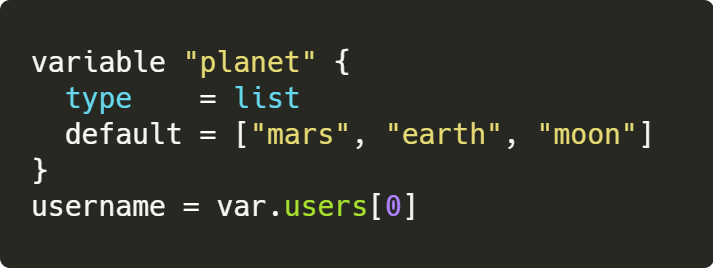 variable "planet" {
  type    = list
  default = ["mars", "earth", "moon"]
}
username = var.users[0]